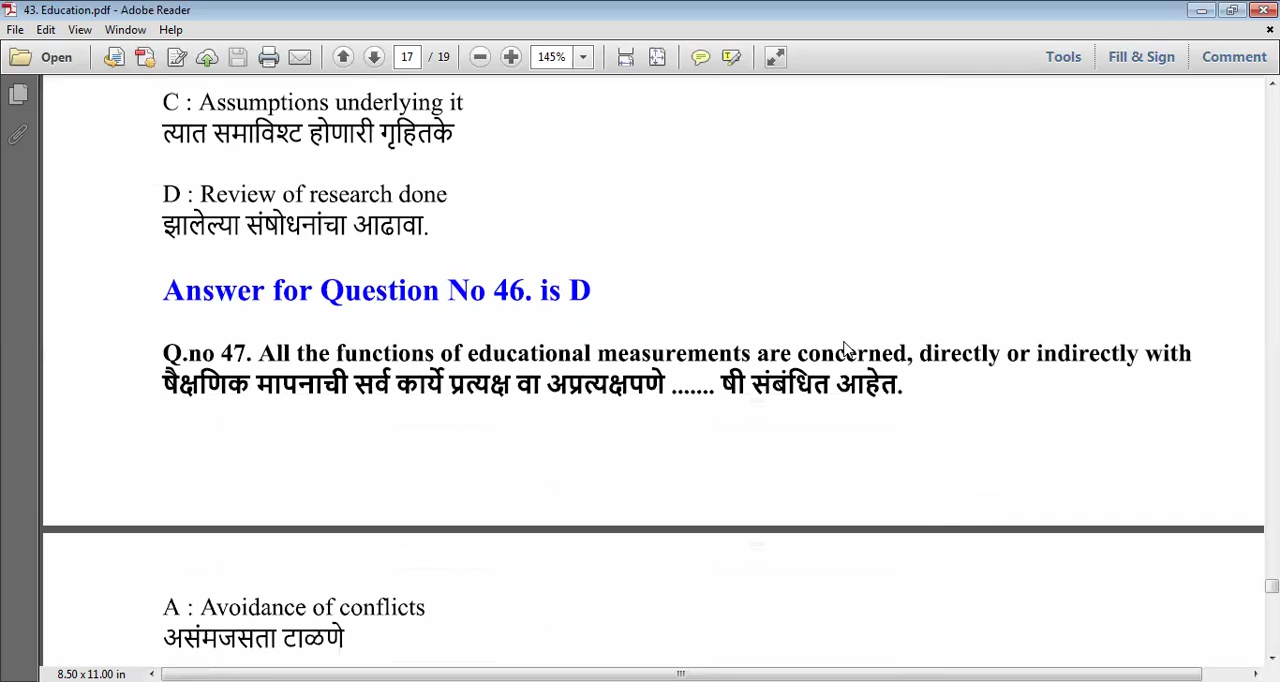 43. Education.pdf - Adobe Reader
File Edit View Window Help
Open 17 / 19 145% Tools Fill & Sign Comment
C : Assumptions underlying it
त्यात समाविश्ट होणारी गृहितके
D : Review of research done
झालेल्या संषोधनांचा आढावा.
Answer for Question No 46. is D
Q.no 47. All the functions of educational measurements are concerned, directly or indirectly with
षैक्षणिक मापनाची सर्व कार्ये प्रत्यक्ष वा अप्रत्यक्षपणे ....... षी संबंधित आहेत.
A : Avoidance of conflicts
असंमजसता टाळणे
8.50 x 11.00 in